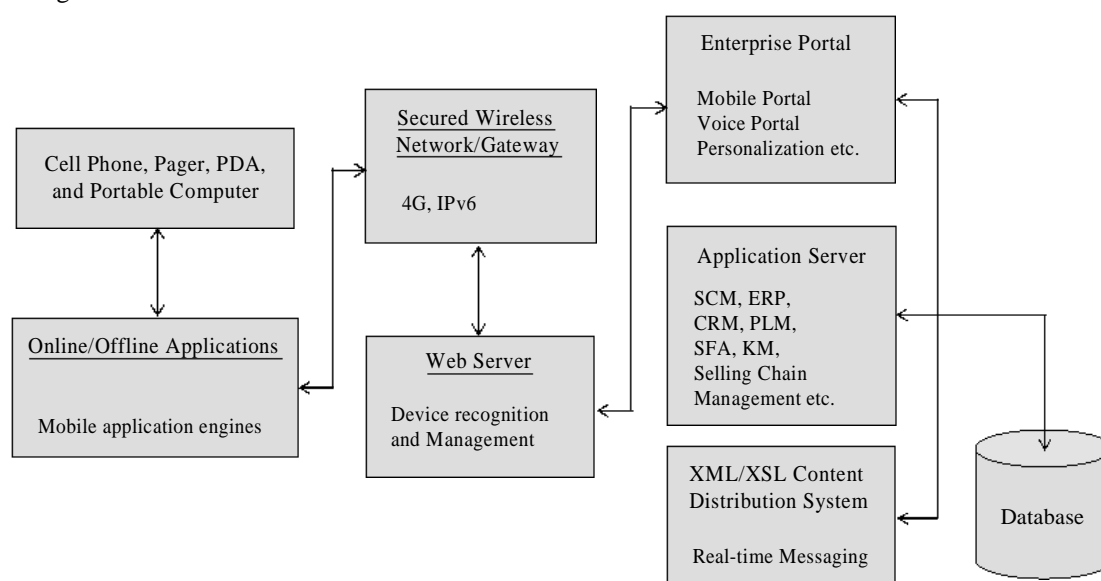 Cell Phone, Pager, PDA,
and Portable Computer
Online/Offline Applications
Mobile application engines
Secured Wireless
Network/Gateway
4G, IPv6
Web Server
Device recognition
and Management
Enterprise Portal
Mobile Portal
Voice Portal
Personalization etc.
Application Server
SCM, ERP,
CRM, PLM,
SFA, KM,
Selling Chain
Management etc.
XML/XSL Content
Distribution System
Real-time Messaging
Database